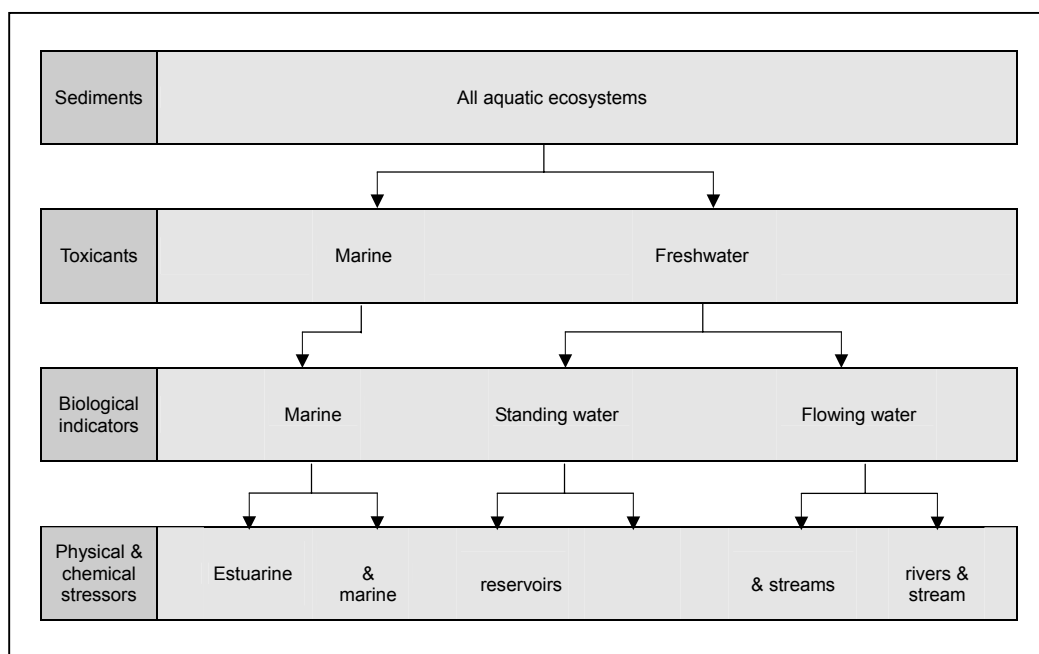 Sediments
All aquatic ecosystems
Toxicants
Marine
Freshwater
Biological
indicators
Marine
Standing water
Flowing water
Physical &
chemical
stressors
Estuarine
&
marine
reservoirs
& streams
rivers &
stream